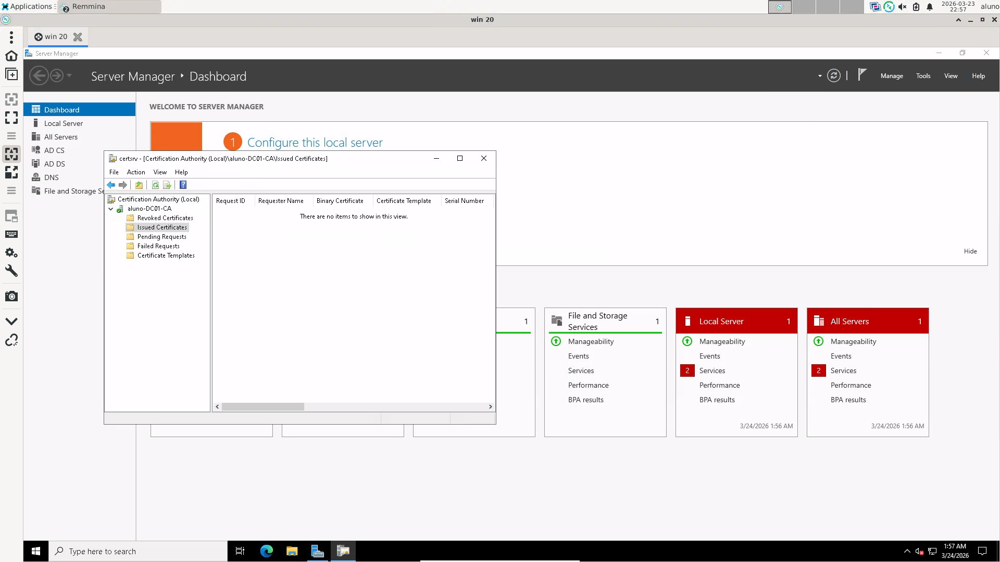 Applications
Remmina
2026-03-23
22:57
aluno
win 20
win 20
Server Manager
Server Manager
Dashboard
Manage
Tools
View
Help
Dashboard
Local Server
All Servers
AD CS
AD DS
DNS
File and Storage Se
WELCOME TO SERVER MANAGER
1
Configure this local server
Hide
certsrv - [Certification Authority (Local)\aluno-DC01-CA\Issued Certificates]
File
Action
View
Help
Certification Authority (Local)
aluno-DC01-CA
Revoked Certificates
Issued Certificates
Pending Requests
Failed Requests
Certificate Templates
Request ID
Requester Name
Binary Certificate
Certificate Template
Serial Number
There are no items to show in this view.
1
File and Storage
Services
1
Manageability
Events
Services
Performance
BPA results
Local Server
1
Manageability
Events
2
Services
Performance
BPA results
3/24/2026 1:56 AM
All Servers
1
Manageability
Events
2
Services
Performance
BPA results
3/24/2026 1:56 AM
Type here to search
1:57 AM
3/24/2026